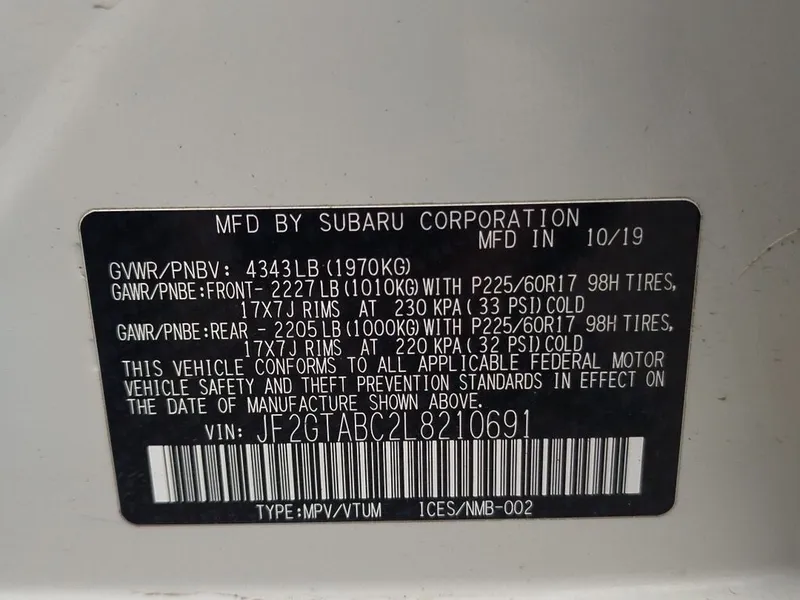 MFD BY SUBARU CORPORATION
MFD IN 10/19
GVWR/PNBV: 4343LB (1970KG)
GAWR/PNBE:FRONT- 2227LB (1010KG)WITH P225/60R17 98H TIRES,
17X7J RIMS AT 230 KPA( 33 PSI)COLD
GAWR/PNBE:REAR - 2205LB (1000KG)WITH P225/60R17 98H TIRES,
17X7J RIMS AT 220 KPA( 32 PSI)COLD
THIS VEHICLE CONFORMS TO ALL APPLICABLE FEDERAL MOTOR
VEHICLE SAFETY AND THEFT PREVENTION STANDARDS IN EFFECT ON
THE DATE OF MANUFACTURE SHOWN ABOVE.
VIN: JF2GTABC2L8210691
TYPE:MPV/VTUM 1CES/NMB-002